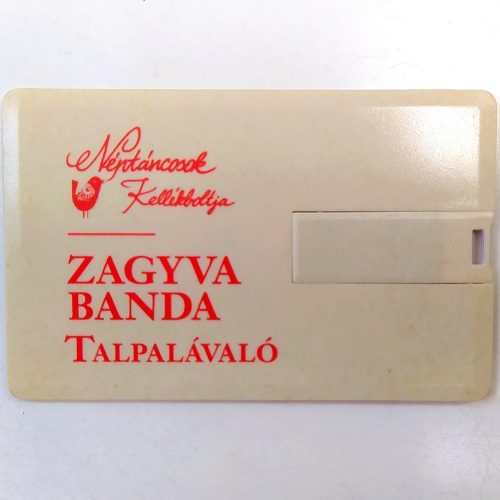 Néptáncosok
Kellékboltja
ZAGYVA
BANDA
TALPALÁVALÓ